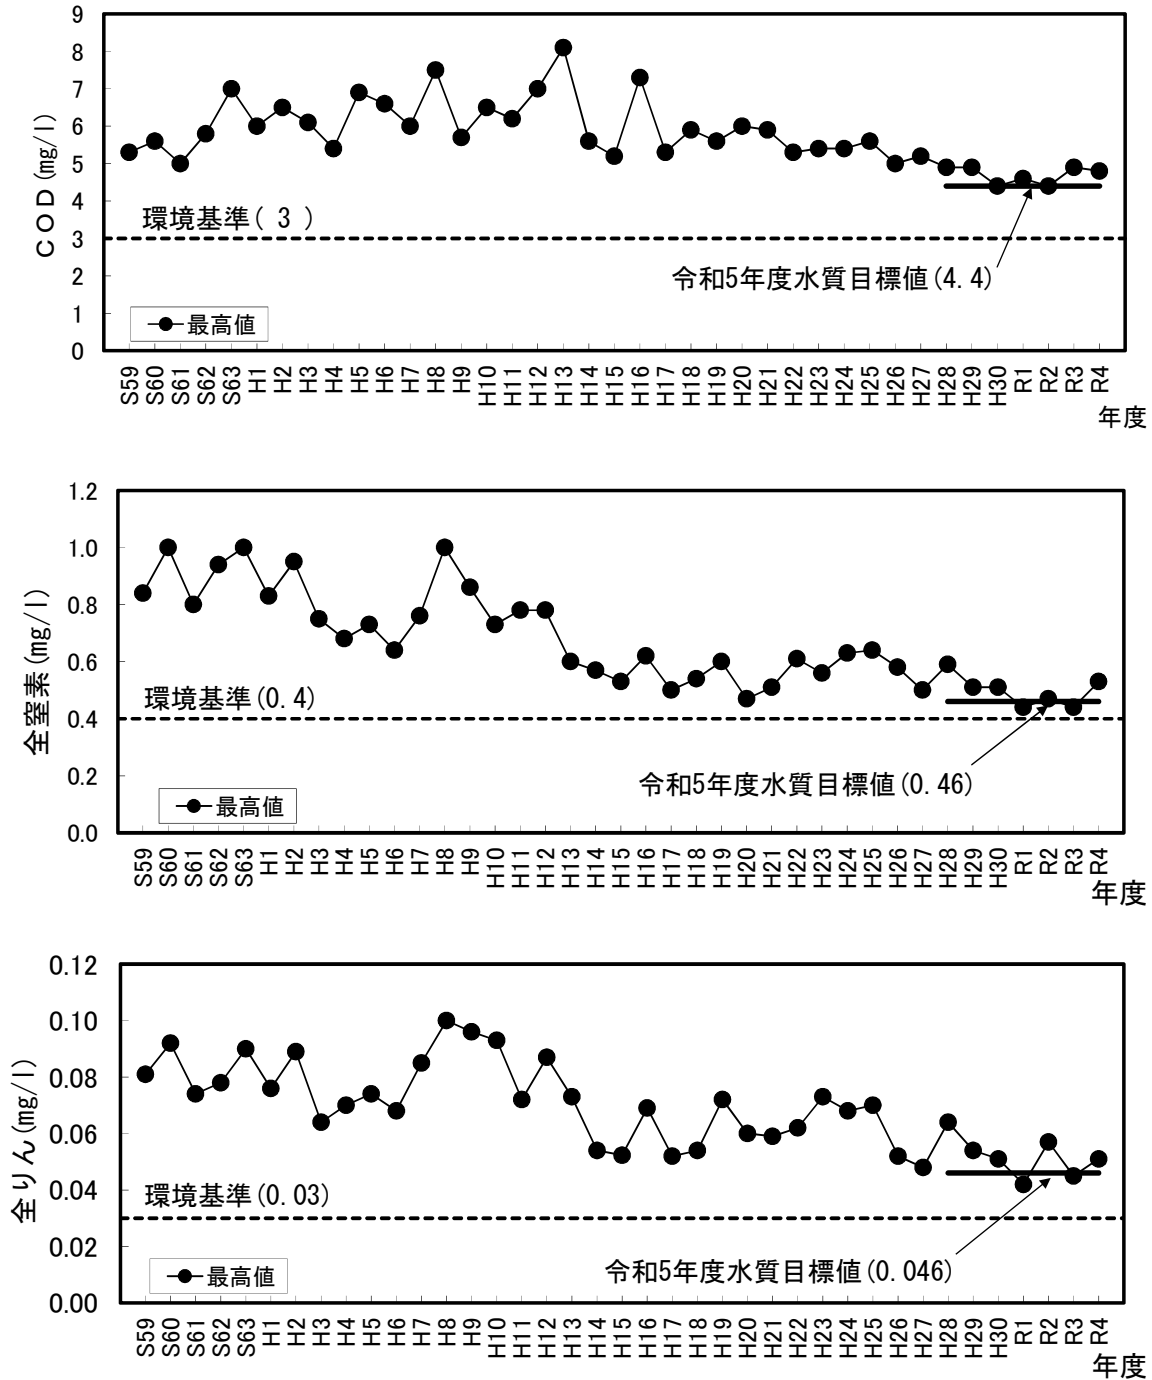 9
8
7
6
5
4
3
2
1
0
COD(mg/l)
環境基準( 3 )
令和5年度水質目標値(4.4)
最高値
S59 S60 S61 S62 S63 H1 H2 H3 H4 H5 H6 H7 H8 H9 H10 H11 H12 H13 H14 H15 H16 H17 H18 H19 H20 H21 H22 H23 H24 H25 H26 H27 H28 H29 H30 R1 R2 R3 R4
年度
1.2
1.0
0.8
0.6
0.4
0.2
0.0
全窒素(mg/l)
環境基準(0.4)
令和5年度水質目標値(0.46)
最高値
S59 S60 S61 S62 S63 H1 H2 H3 H4 H5 H6 H7 H8 H9 H10 H11 H12 H13 H14 H15 H16 H17 H18 H19 H20 H21 H22 H23 H24 H25 H26 H27 H28 H29 H30 R1 R2 R3 R4
年度
0.12
0.10
0.08
0.06
0.04
0.02
0.00
全りん(mg/l)
環境基準(0.03)
令和5年度水質目標値(0.046)
最高値
S59 S60 S61 S62 S63 H1 H2 H3 H4 H5 H6 H7 H8 H9 H10 H11 H12 H13 H14 H15 H16 H17 H18 H19 H20 H21 H22 H23 H24 H25 H26 H27 H28 H29 H30 R1 R2 R3 R4
年度